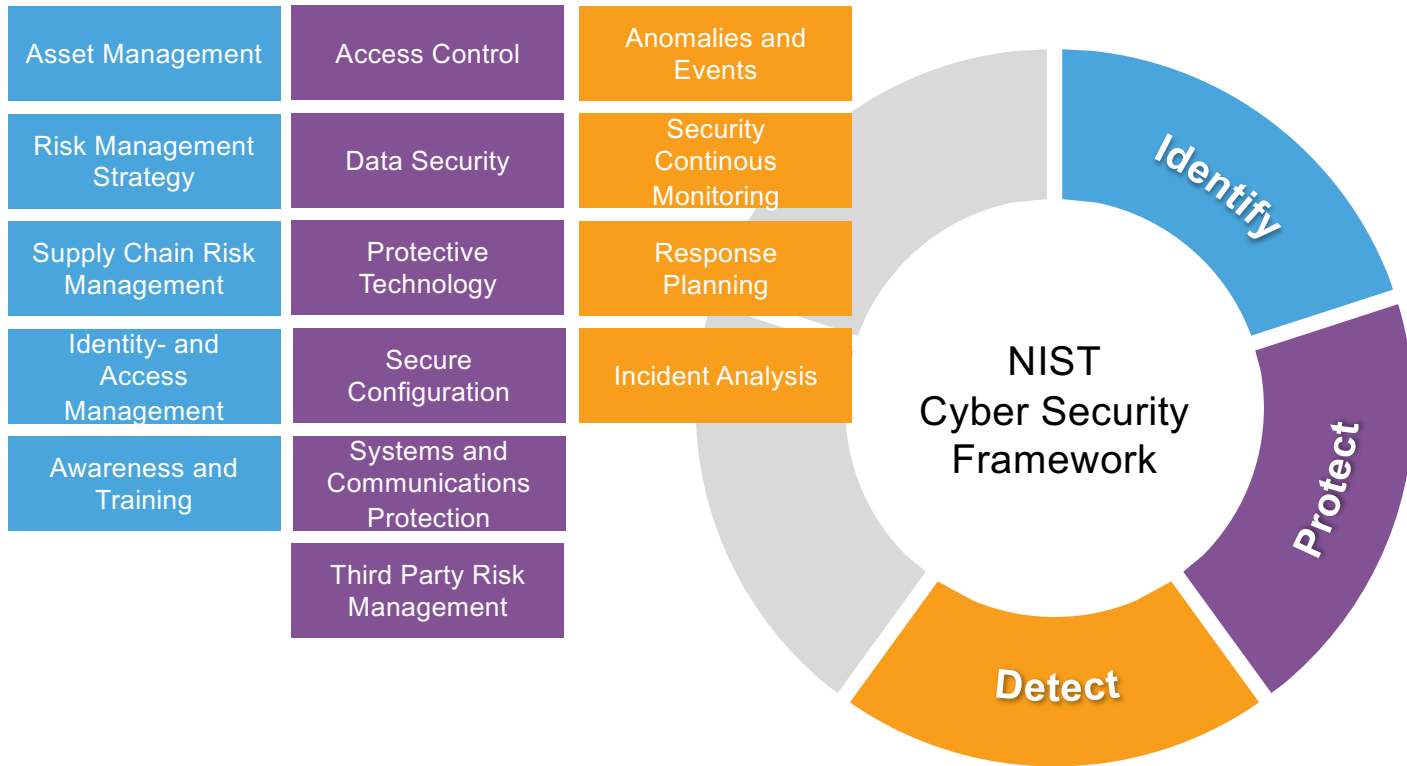 Asset Management
Risk Management
Strategy
Supply Chain Risk
Management
Identity- and
Access
Management
Awareness and
Training
Access Control
Data Security
Protective
Technology
Secure
Configuration
Systems and
Communications
Protection
Third Party Risk
Management
Anomalies and
Events
Security
Continous
Monitoring
Response
Planning
Incident Analysis
Identify
Protect
Detect
NIST
Cyber Security
Framework